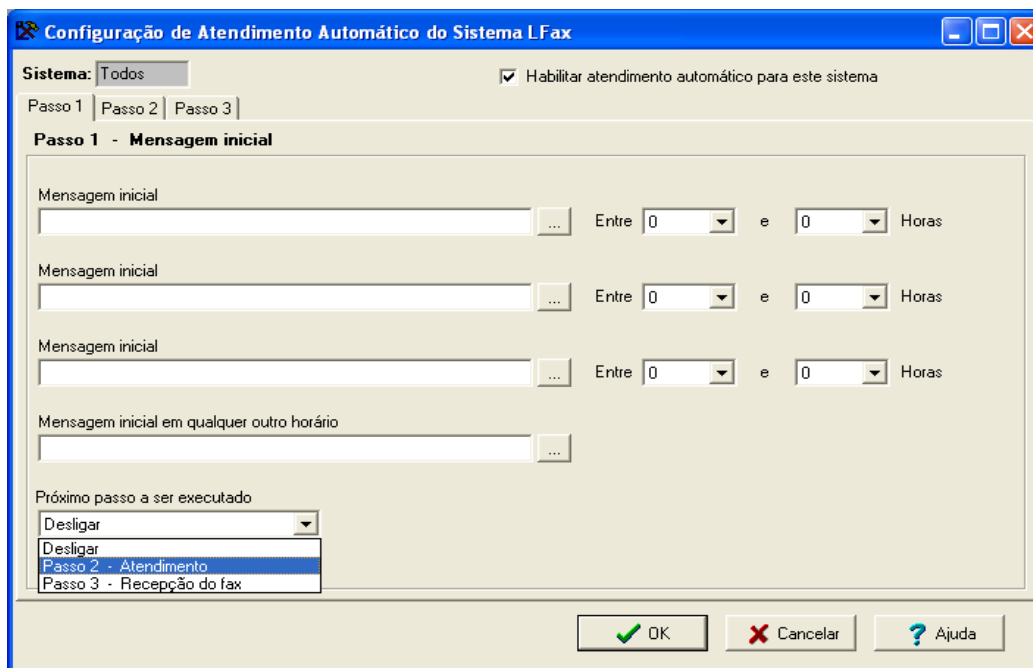 Configuração de Atendimento Automático do Sistema LFax
Sistema: Todos Habilitar atendimento automático para este sistema
Passo 1 Passo 2 Passo 3
Passo 1 - Mensagem inicial
Mensagem inicial
... Entre 0 e 0 Horas
Mensagem inicial
... Entre 0 e 0 Horas
Mensagem inicial
... Entre 0 e 0 Horas
Mensagem inicial em qualquer outro horário
...
Próximo passo a ser executado
Desligar
Desligar
Passo 2 - Atendimento
Passo 3 - Recepção do fax
OK Cancelar ? Ajuda